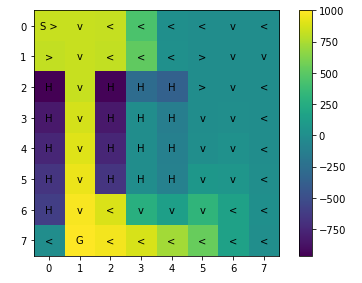 0 S > v < < < < v < 1000
1 > v < < < > v v 750
2 H v H H H > v < 500
3 H v H H H v v < 250
4 H v H H H v v < 0
5 H v H H H v v < −250
6 H v < v v v < < −500
7 < G < < < < < < −750
0 1 2 3 4 5 6 7